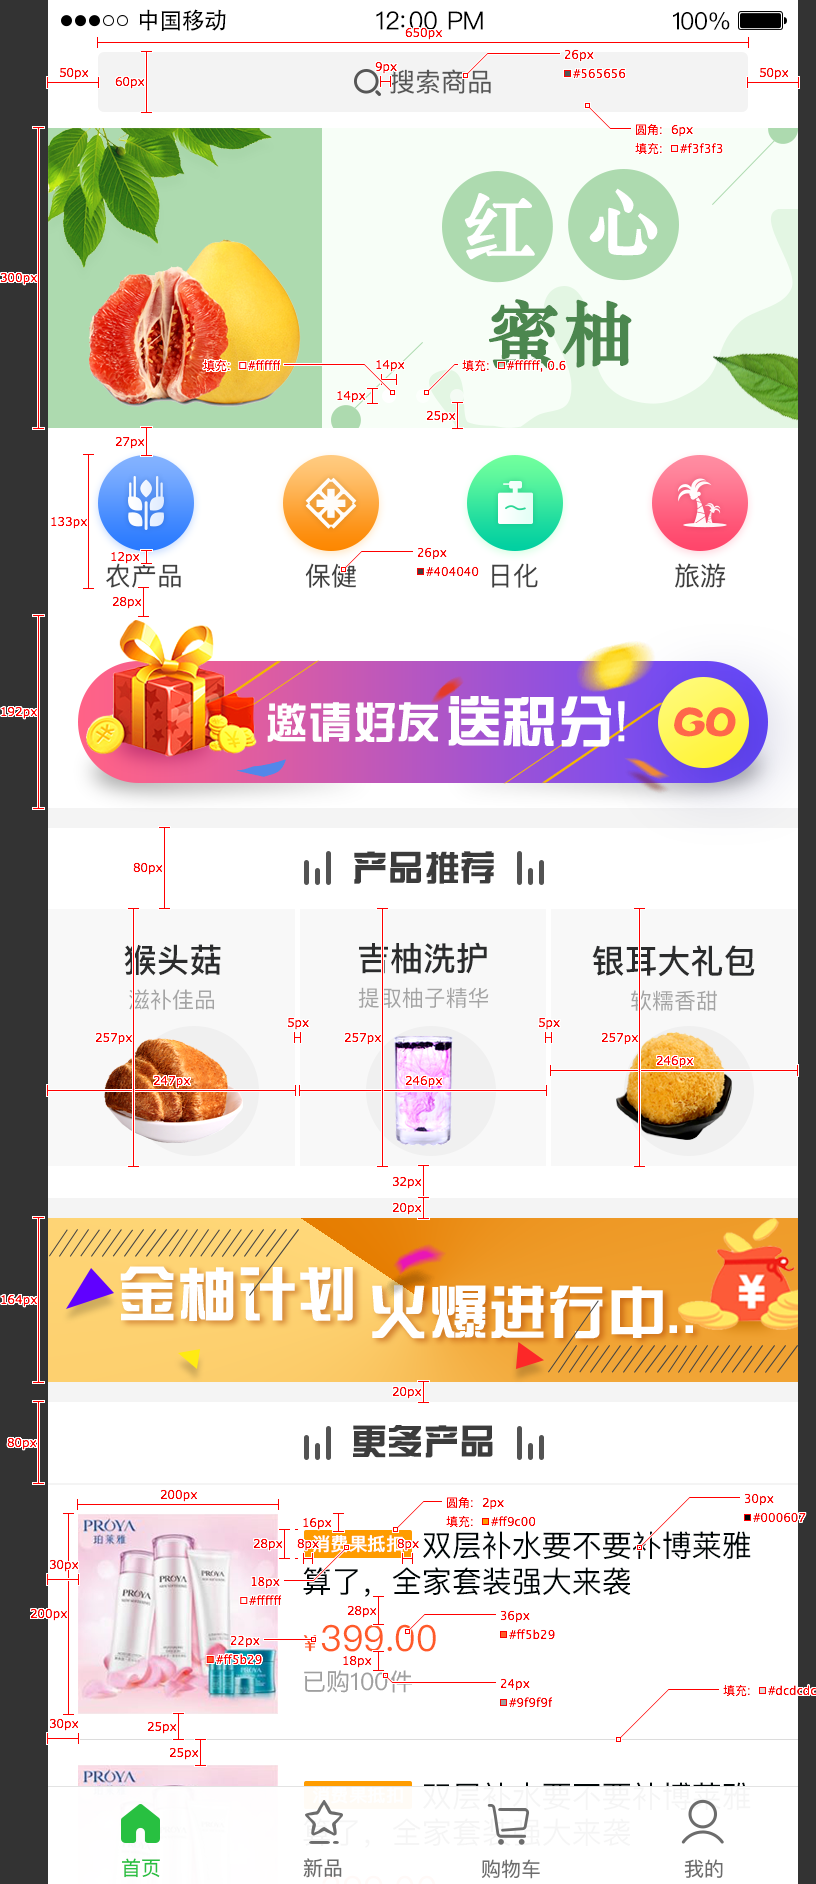 中国移动 12:00 PM 100%
650px
50px 60px 9px 搜索商品 26px #565656 50px
圆角: 6px
填充: #f3f3f3
300px
红心
蜜柚
填充: #ffffff 14px 填充: #ffffff, 0.6
14px
25px
27px
133px
12px 26px
#404040
农产品 保健 日化 旅游
28px
192px
邀请好友送积分! GO
80px
产品推荐
猴头菇 吉柚洗护 银耳大礼包
滋补佳品 提取柚子精华 软糯香甜
5px 5px
257px 257px 257px
247px 246px 246px
32px
20px
164px
金柚计划 火爆进行中..
¥
20px
80px
更多产品
200px 圆角: 2px 30px
16px 填充: #ff9c00 #000607
PROYA
珀莱雅
28px 8px 消费果抵扣 8px 双层补水要不要补博莱雅
算了，全家套装强大来袭
30px
18px
#ffffff
200px
28px 36px
#ff5b29
22px ¥399.00
#ff5b29
18px
已购100件 24px
#9f9f9f
填充: #dcdcdc
30px 25px
25px
PROYA
珀莱雅
双层补水要不要补博莱雅
算了，全家套装强大来袭
首页 新品 购物车 我的